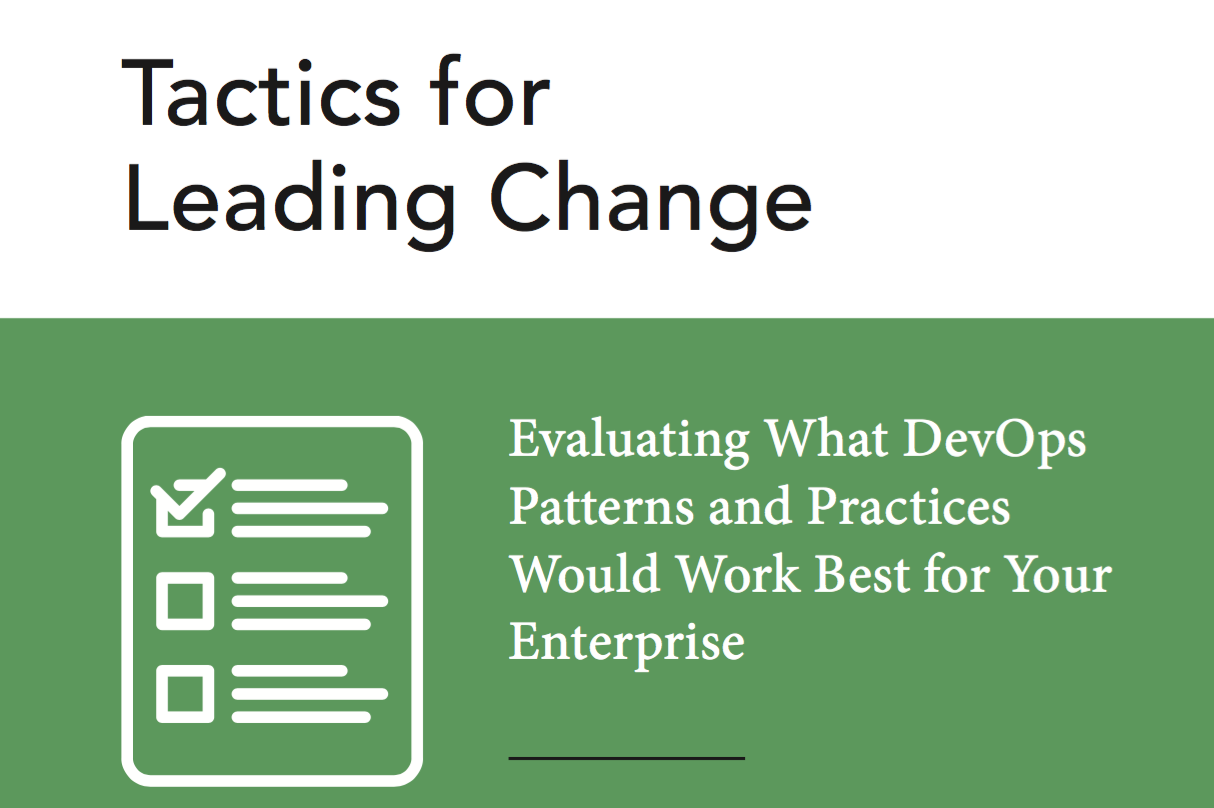 Tactics for
Leading Change
Evaluating What DevOps
Patterns and Practices
Would Work Best for Your
Enterprise